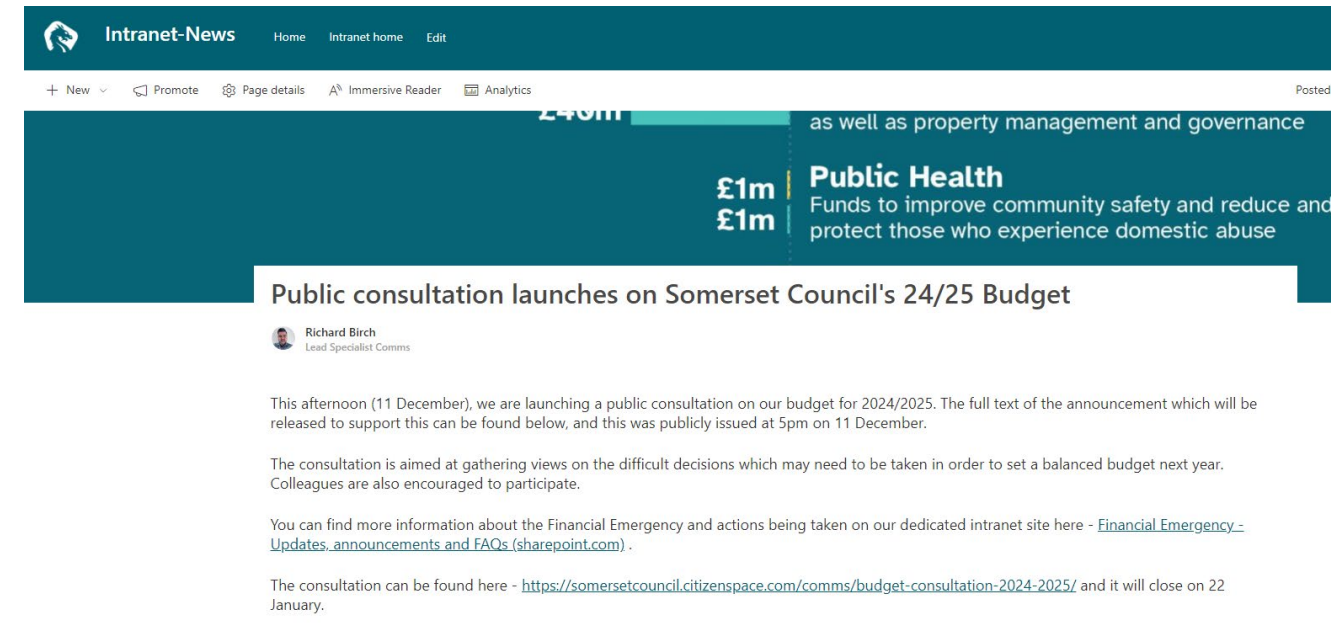 Intranet-News Home Intranet home Edit
New Promote Page details Immersive Reader Analytics Posted
£46m as well as property management and governance
£1m Public Health
£1m Funds to improve community safety and reduce and
protect those who experience domestic abuse
Public consultation launches on Somerset Council's 24/25 Budget
Richard Birch
Lead Specialist Comms
This afternoon (11 December), we are launching a public consultation on our budget for 2024/2025. The full text of the announcement which will be
released to support this can be found below, and this was publicly issued at 5pm on 11 December.
The consultation is aimed at gathering views on the difficult decisions which may need to be taken in order to set a balanced budget next year.
Colleagues are also encouraged to participate.
You can find more information about the Financial Emergency and actions being taken on our dedicated intranet site here - Financial Emergency -
Updates, announcements and FAQs (sharepoint.com) .
The consultation can be found here - https://somersetcouncil.citizenspace.com/comms/budget-consultation-2024-2025/ and it will close on 22
January.